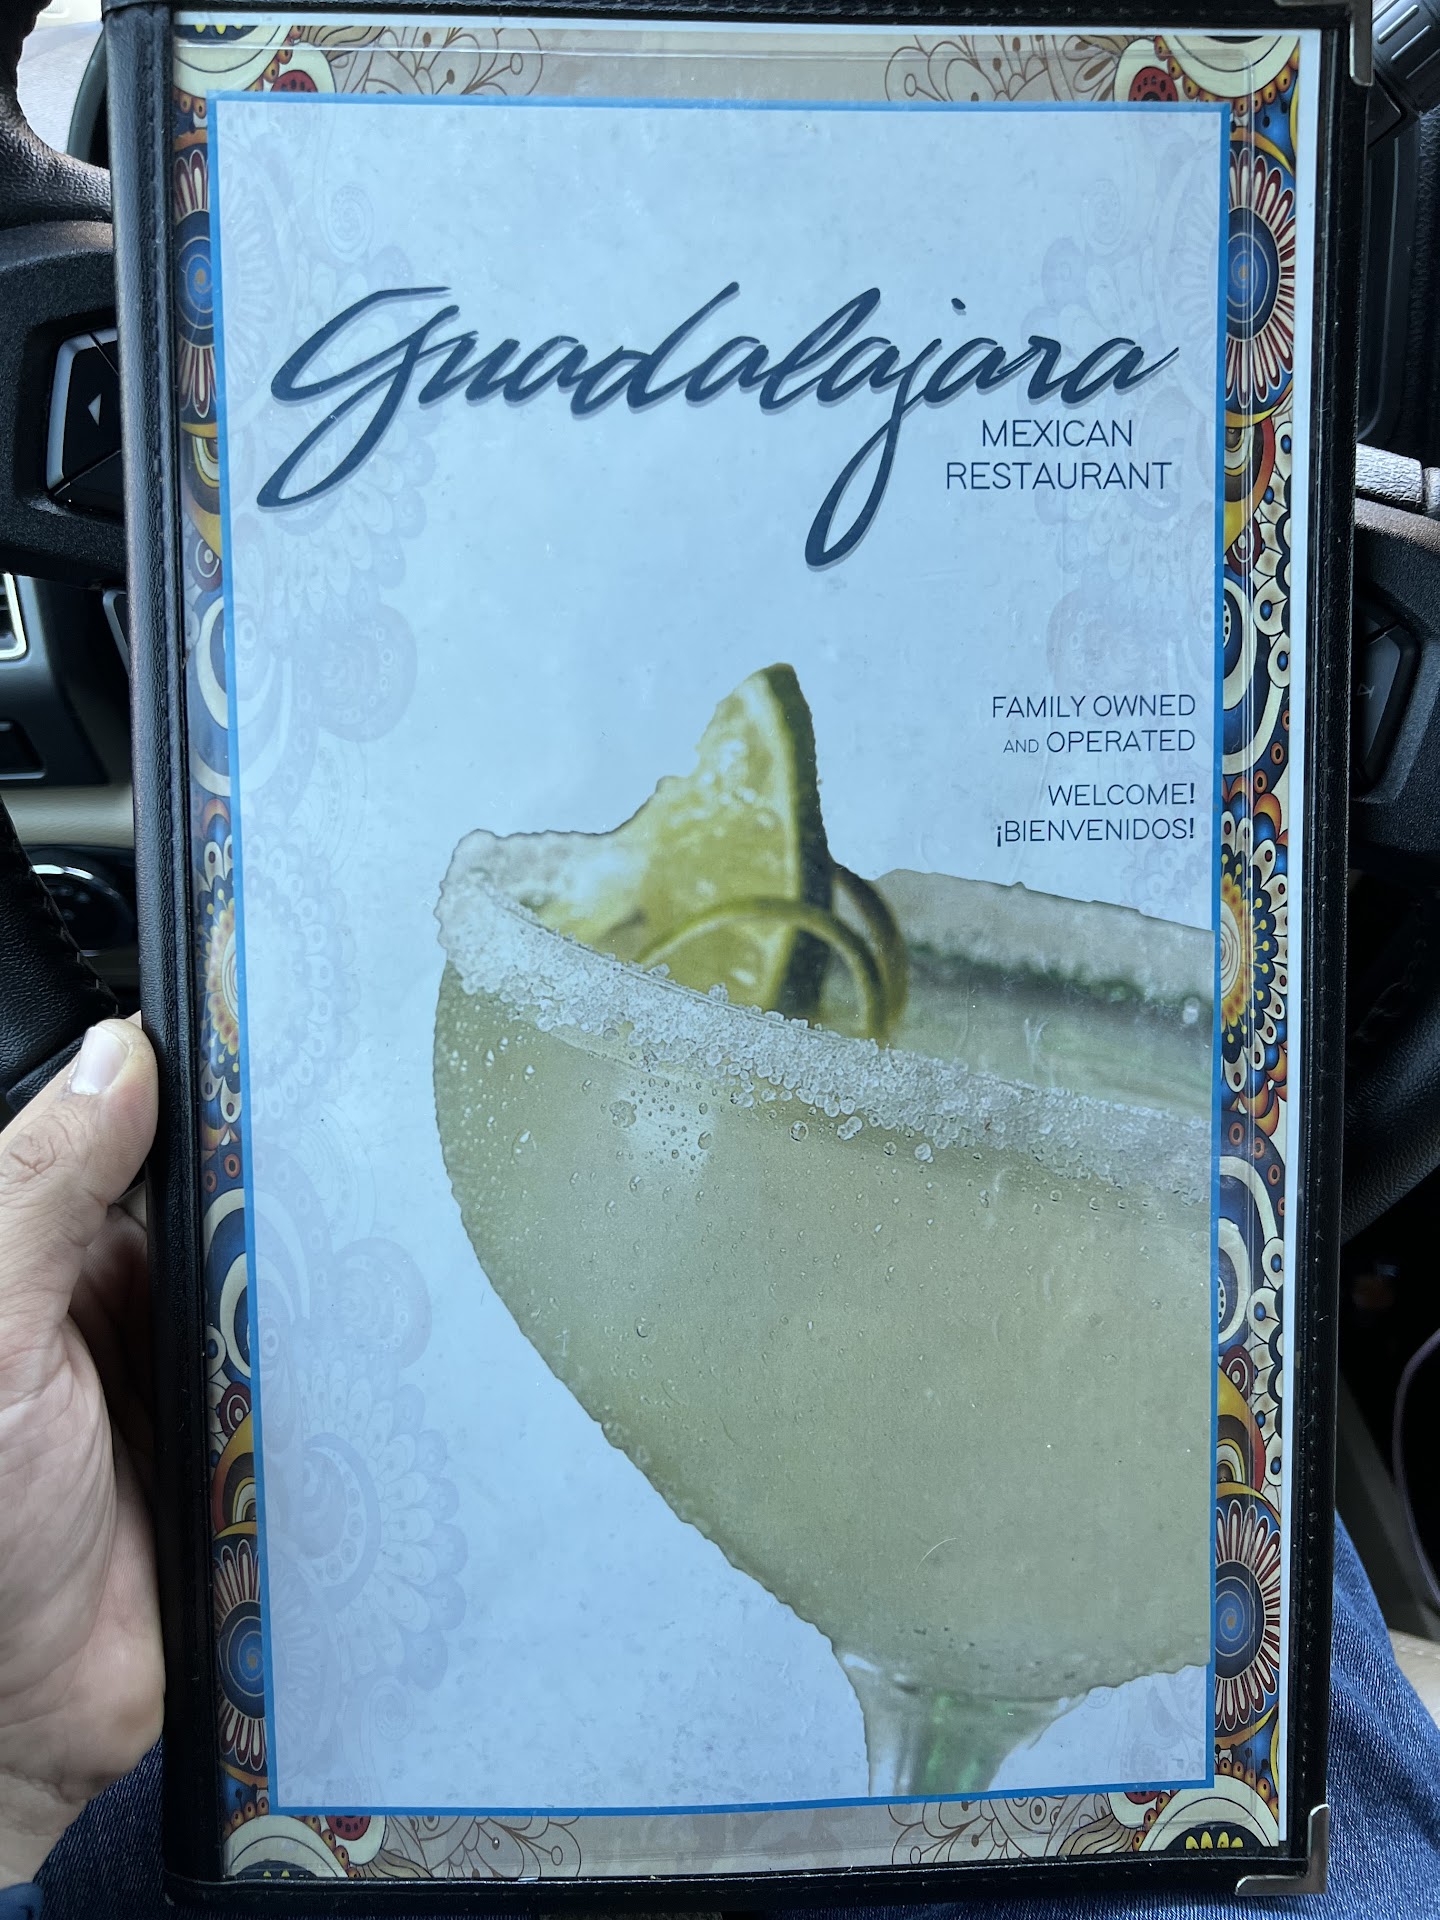 Guadalajara
MEXICAN
RESTAURANT
FAMILY OWNED
AND OPERATED
WELCOME!
¡BIENVENIDOS!